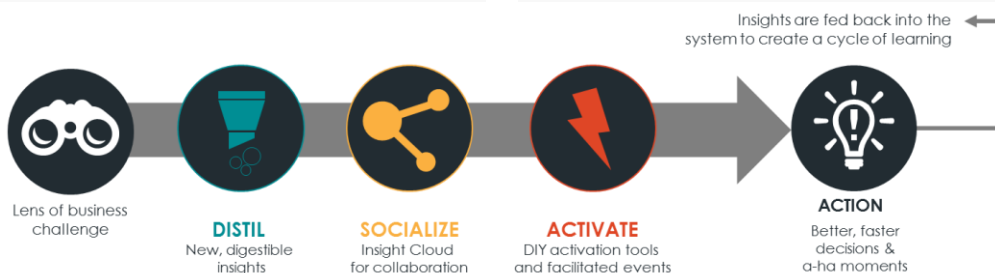 Insights are fed back into the
system to create a cycle of learning
Lens of business
challenge
DISTIL
New, digestible
insights
SOCIALIZE
Insight Cloud
for collaboration
ACTIVATE
DIY activation tools
and facilitated events
ACTION
Better, faster
decisions &
a-ha moments